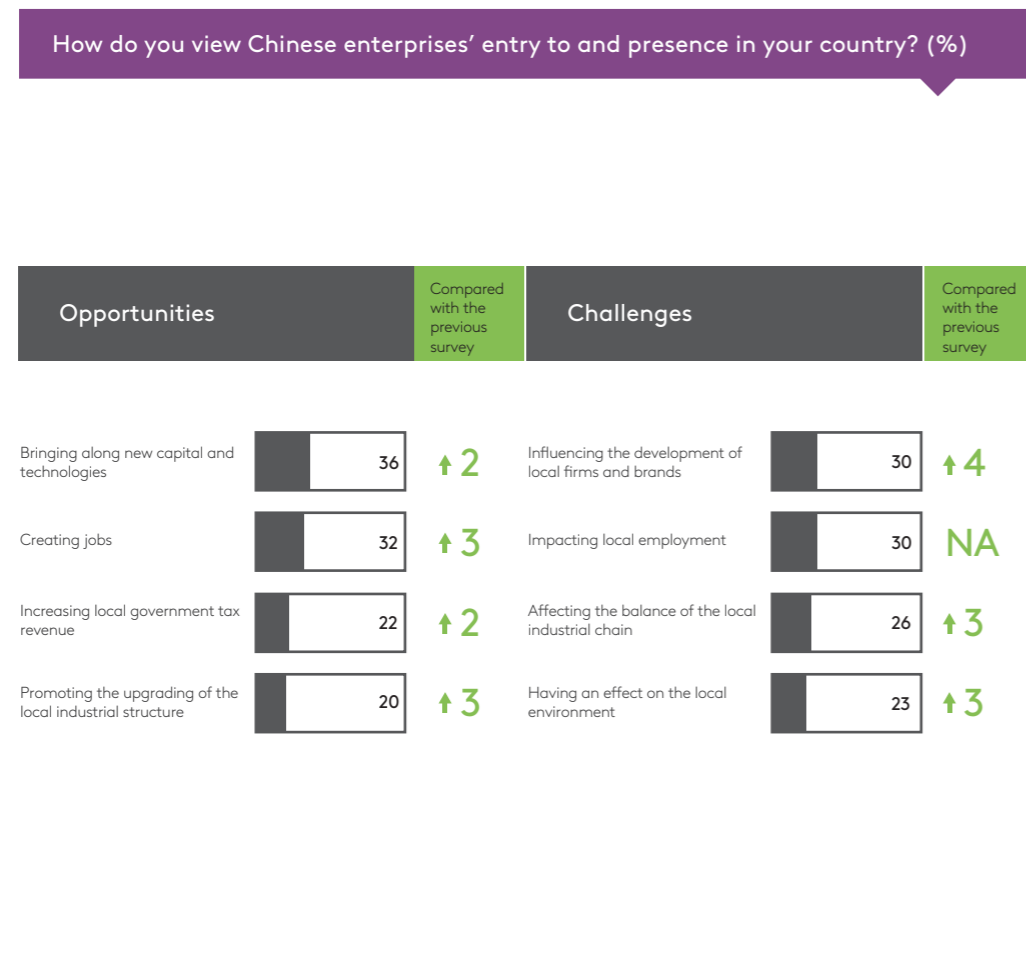 How do you view Chinese enterprises’ entry to and presence in your country? (%)
Opportunities
Compared
with the
previous
survey
Challenges
Compared
with the
previous
survey
Bringing along new capital and
technologies
36
2
Influencing the development of
local firms and brands
30
4
Creating jobs
32
3
Impacting local employment
30
NA
Increasing local government tax
revenue
22
2
Affecting the balance of the local
industrial chain
26
3
Promoting the upgrading of the
local industrial structure
20
3
Having an effect on the local
environment
23
3